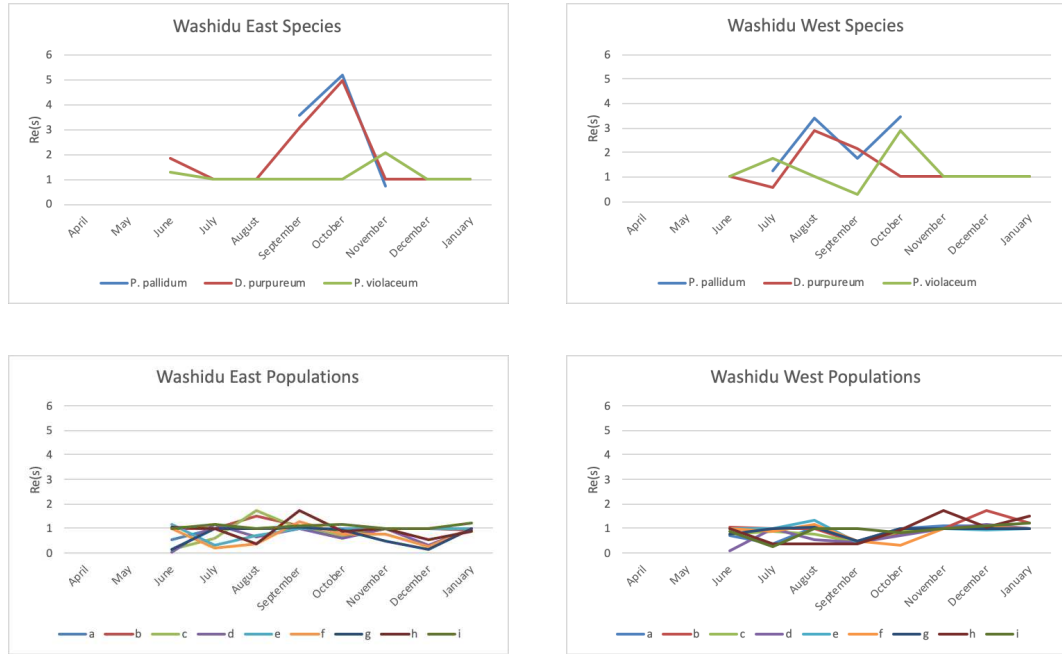 Washidu East Species
6
5
4
3
2
1
0
Re(s)
April
May
June
July
August
September
October
November
December
January
P. pallidum D. purpureum P. violaceum
Washidu West Species
6
5
4
3
2
1
0
Re(s)
April
May
June
July
August
September
October
November
December
January
P. pallidum D. purpureum P. violaceum
Washidu East Populations
6
5
4
3
2
1
0
Re(s)
April
May
June
July
August
September
October
November
December
January
a b c d e f g h i
Washidu West Populations
6
5
4
3
2
1
0
Re(s)
April
May
June
July
August
September
October
November
December
January
a b c d e f g h i